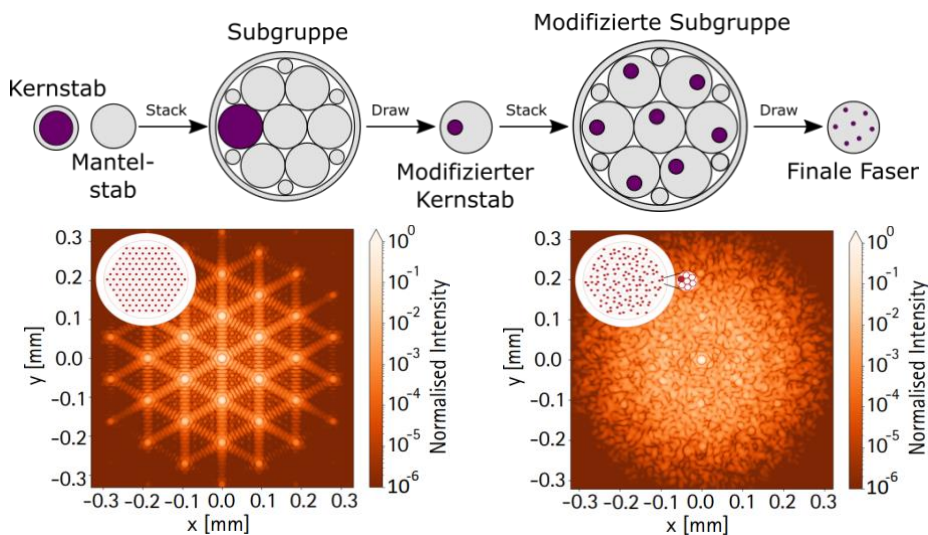 Subgruppe
Modifizierte Subgruppe
Kernstab
Stack
Draw
Stack
Draw
Mantel-
stab
Modifizierter
Kernstab
Finale Faser
0.3
0.2
0.1
0.0
−0.1
−0.2
−0.3
y [mm]
−0.3 −0.2 −0.1 0.0 0.1 0.2 0.3
x [mm]
10^0
10^-1
10^-2
10^-3
10^-4
10^-5
10^-6
Normalised Intensity
0.3
0.2
0.1
0.0
−0.1
−0.2
−0.3
y [mm]
−0.3 −0.2 −0.1 0.0 0.1 0.2 0.3
x [mm]
10^0
10^-1
10^-2
10^-3
10^-4
10^-5
10^-6
Normalised Intensity